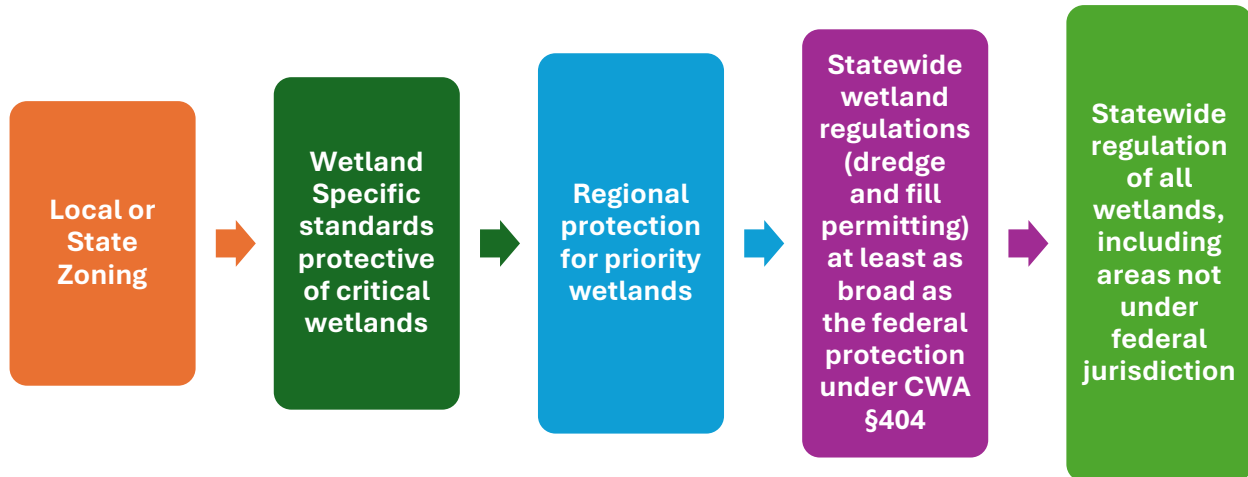 Local or
State
Zoning
Wetland
Specific
standards
protective
of critical
wetlands
Regional
protection
for priority
wetlands
Statewide
wetland
regulations
(dredge
and fill
permitting)
at least as
broad as
the federal
protection
under CWA
§404
Statewide
regulation
of all
wetlands,
including
areas not
under
federal
jurisdiction